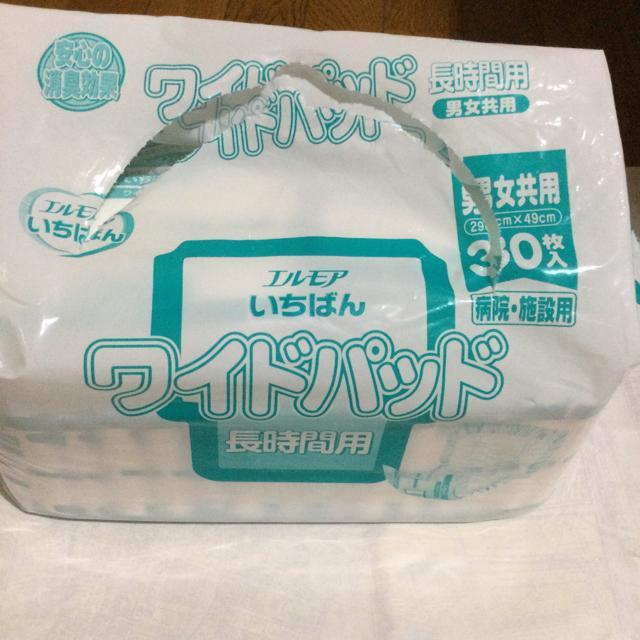 安心の
消臭効果
ワイドパッド
長時間用
男女共用
エルモア
いちばん
男女共用
29cm×49cm
30枚入
病院・施設用
エルモア
いちばん
ワイドパッド
長時間用